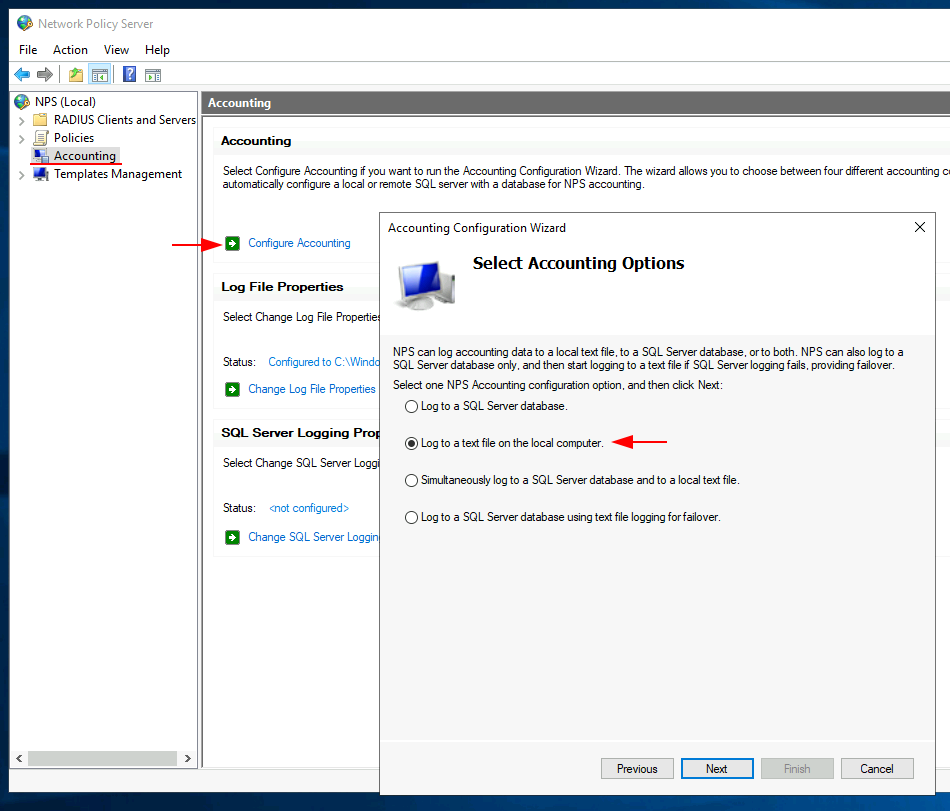 Network Policy Server
File Action View Help
NPS (Local)
RADIUS Clients and Servers
Policies
Accounting
Templates Management
Accounting
Accounting
Select Configure Accounting if you want to run the Accounting Configuration Wizard. The wizard allows you to choose between four different accounting
automatically configure a local or remote SQL server with a database for NPS accounting.
Configure Accounting
Log File Properties
Select Change Log File Properties
Status: Configured to C:\Windo
Change Log File Properties
SQL Server Logging Prop
Select Change SQL Server Loggi
Status: <not configured>
Change SQL Server Loggin
Accounting Configuration Wizard
Select Accounting Options
NPS can log accounting data to a local text file, to a SQL Server database, or to both. NPS can also log to a
SQL Server database only, and then start logging to a text file if SQL Server logging fails, providing failover.
Select one NPS Accounting configuration option, and then click Next:
Log to a SQL Server database.
Log to a text file on the local computer.
Simultaneously log to a SQL Server database and to a local text file.
Log to a SQL Server database using text file logging for failover.
Previous Next Finish Cancel